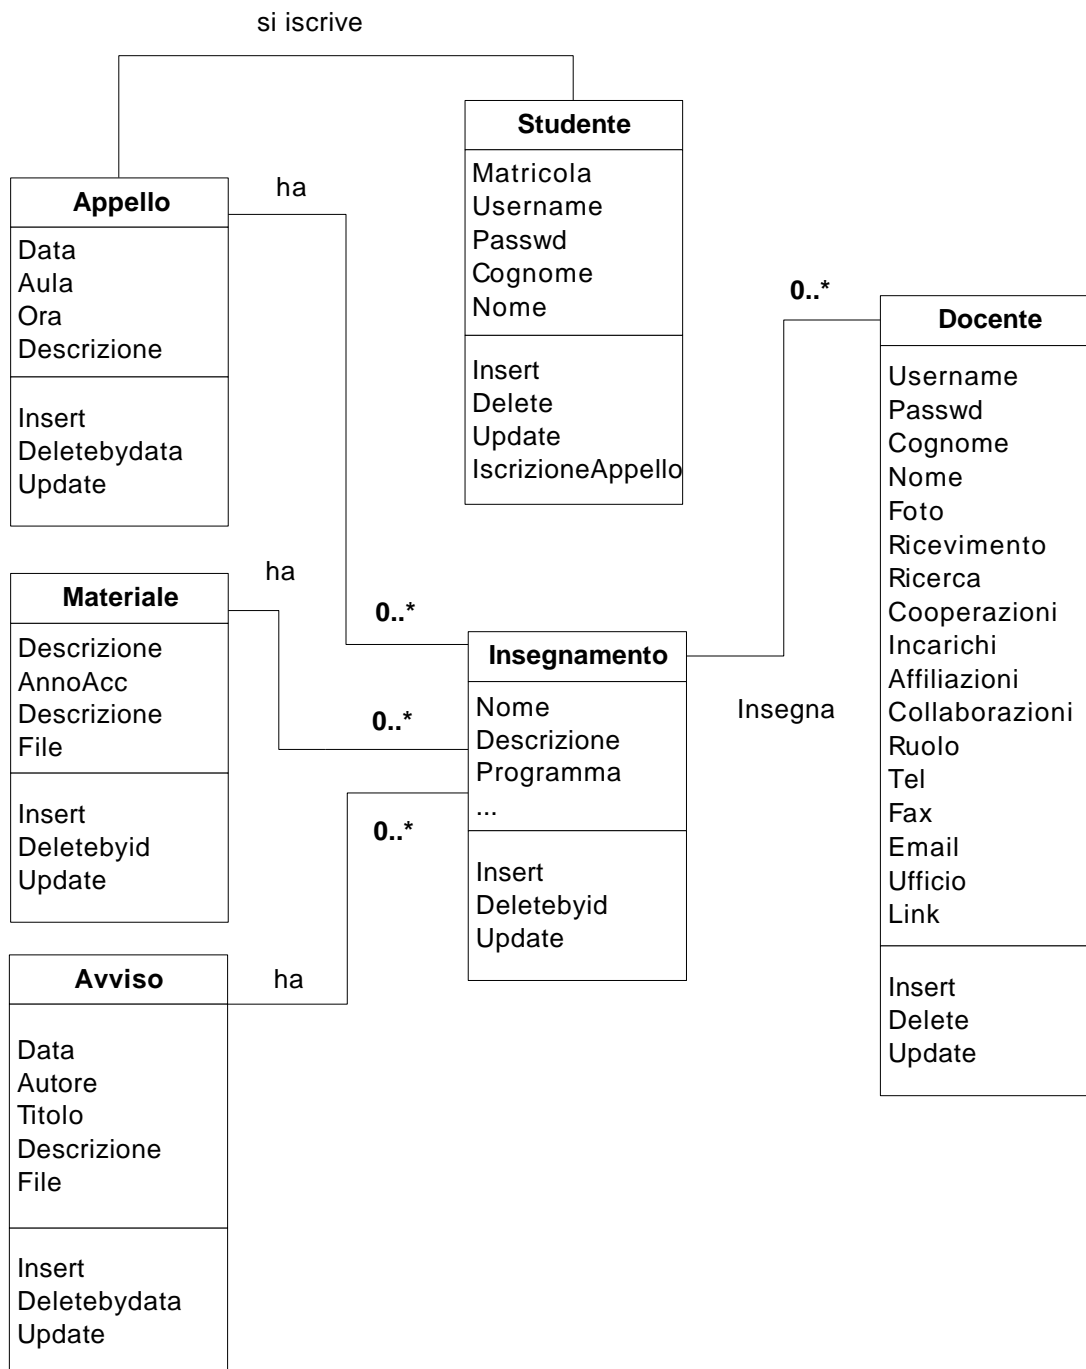 si iscrive
Studente
Matricola
Username
Passwd
Cognome
Nome
Insert
Delete
Update
IscrizioneAppello
ha
Appello
Data
Aula
Ora
Descrizione
Insert
Deletebydata
Update
0..*
Docente
Username
Passwd
Cognome
Nome
Foto
Ricevimento
Ricerca
Cooperazioni
Incarichi
Affiliazioni
Collaborazioni
Ruolo
Tel
Fax
Email
Ufficio
Link
Insert
Delete
Update
ha
Materiale
Descrizione
AnnoAcc
Descrizione
File
Insert
Deletebyid
Update
0..*
0..*
0..*
Insegnamento
Nome
Descrizione
Programma
...
Insert
Deletebyid
Update
Insegna
ha
Avviso
Data
Autore
Titolo
Descrizione
File
Insert
Deletebydata
Update